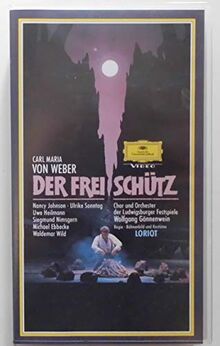 CARL MARIA
VON WEBER
DER FREISCHÜTZ
VIDEO
Nancy Johnson · Ulrike Sonntag
Uwe Heilmann
Siegmund Nimsgern
Michael Ebbecke
Waldemar Wild
Chor und Orchester
der Ludwigsburger Festspiele
Wolfgang Gönnenwein
Regie · Bühnenbild und Kostüme
LORIOT